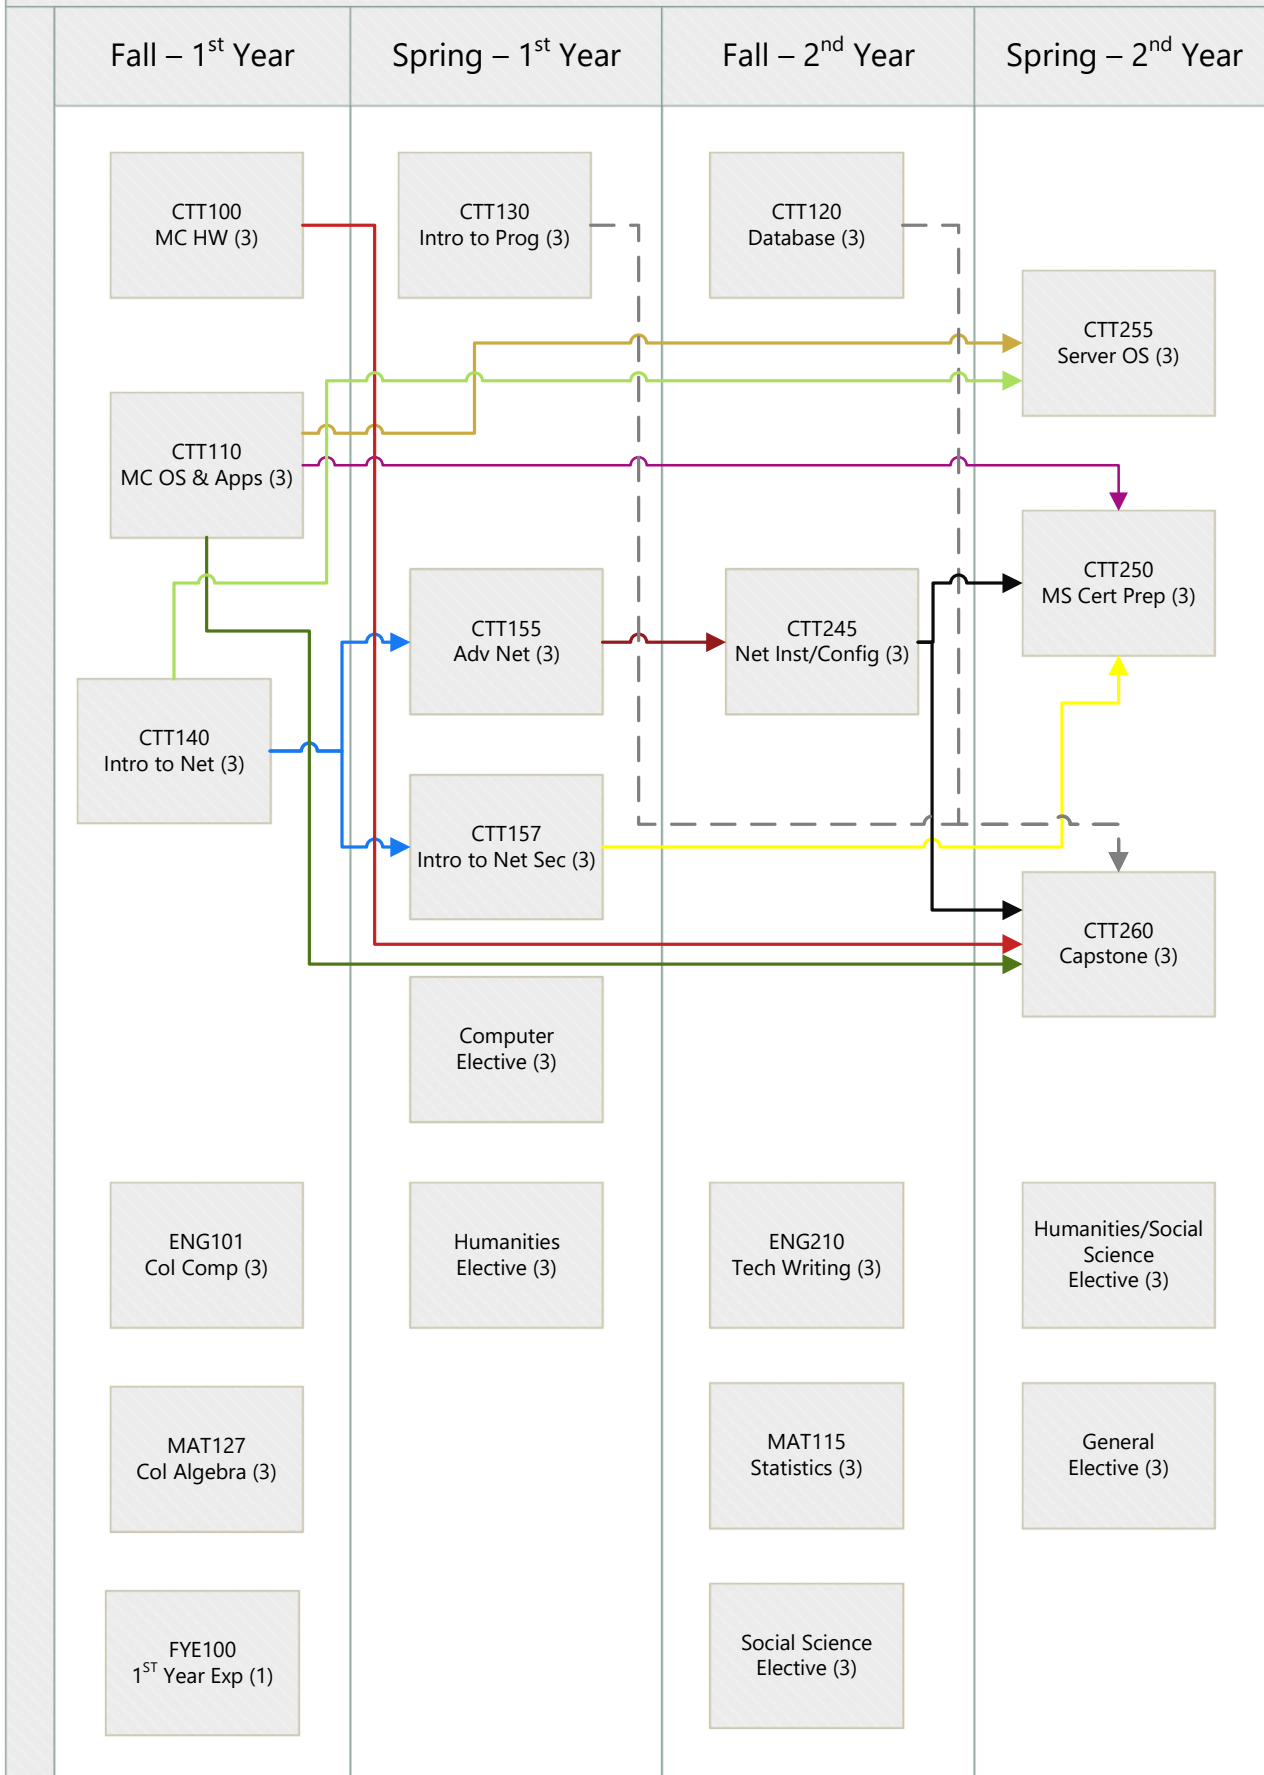 Fall – 1st Year
Spring – 1st Year
Fall – 2nd Year
Spring – 2nd Year
CTT100
MC HW (3)
CTT130
Intro to Prog (3)
CTT120
Database (3)
CTT255
Server OS (3)
CTT110
MC OS & Apps (3)
CTT250
MS Cert Prep (3)
CTT155
Adv Net (3)
CTT245
Net Inst/Config (3)
CTT140
Intro to Net (3)
CTT157
Intro to Net Sec (3)
CTT260
Capstone (3)
Computer
Elective (3)
ENG101
Col Comp (3)
Humanities
Elective (3)
ENG210
Tech Writing (3)
Humanities/Social
Science
Elective (3)
MAT127
Col Algebra (3)
MAT115
Statistics (3)
General
Elective (3)
FYE100
1ST Year Exp (1)
Social Science
Elective (3)